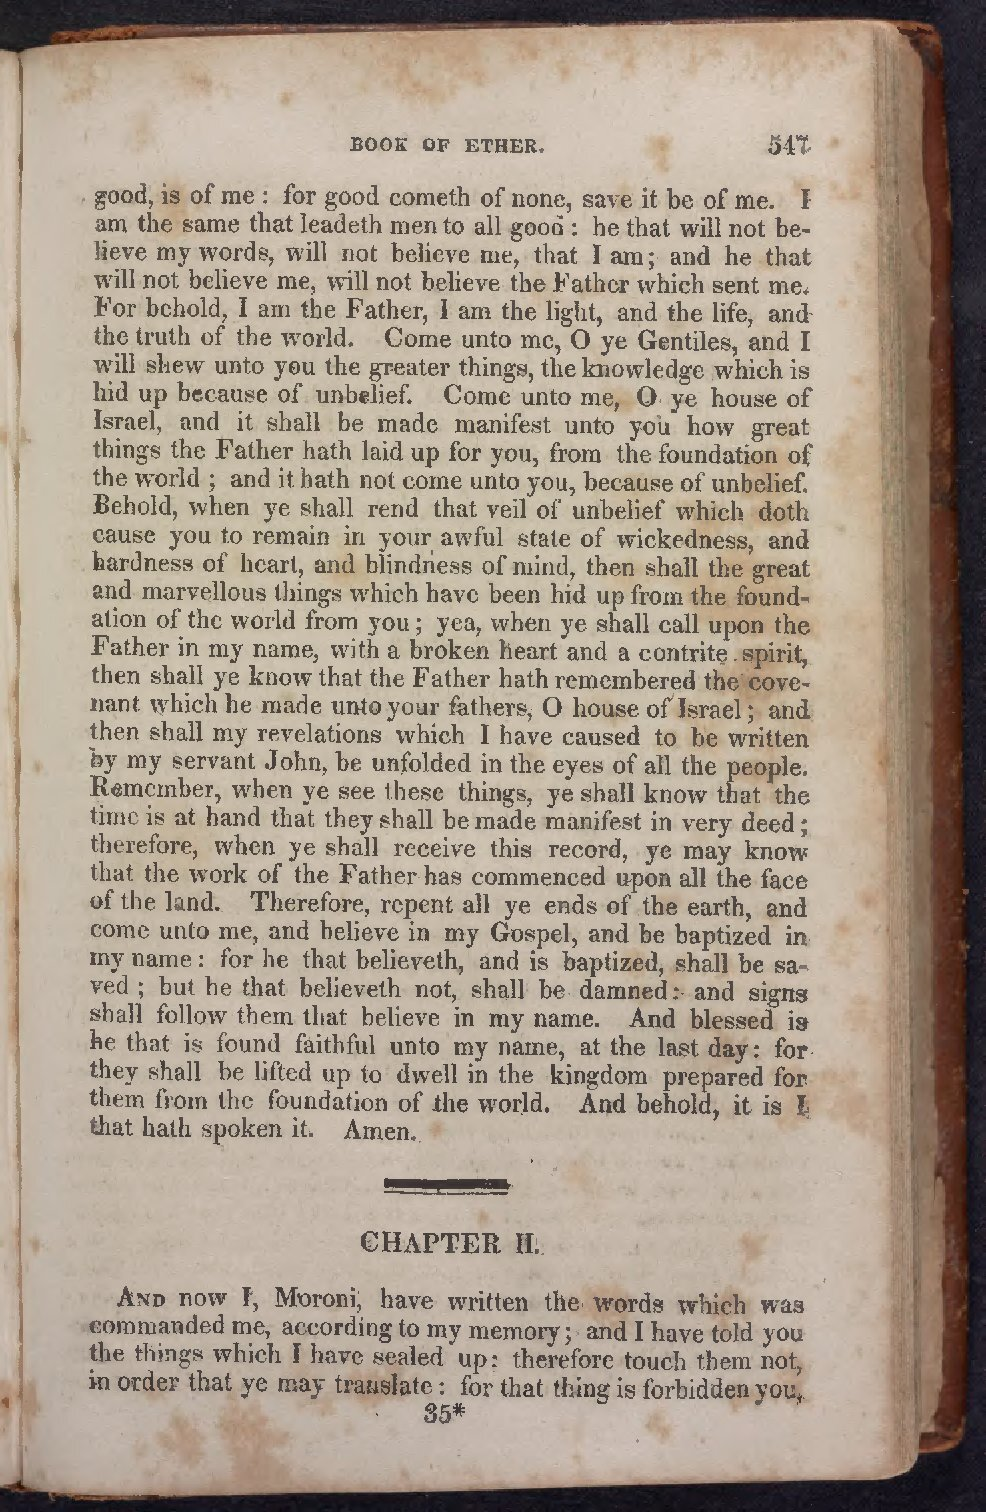 BOOK OF ETHER. 547
good, is of me : for good cometh of none, save it be of me. I
am the same that leadeth men to all good : he that will not be-
lieve my words, will not believe me, that I am; and he that
will not believe me, will not believe the Father which sent me.
For behold, I am the Father, I am the light, and the life, and
the truth of the world. Come unto me, O ye Gentiles, and I
will shew unto you the greater things, the knowledge which is
hid up because of unbelief. Come unto me, O ye house of
Israel, and it shall be made manifest unto you how great
things the Father hath laid up for you, from the foundation of
the world ; and it hath not come unto you, because of unbelief.
Behold, when ye shall rend that veil of unbelief which doth
cause you to remain in your awful state of wickedness, and
hardness of heart, and blindness of mind, then shall the great
and marvellous things which have been hid up from the found-
ation of the world from you; yea, when ye shall call upon the
Father in my name, with a broken heart and a contrite spirit,
then shall ye know that the Father hath remembered the cove-
nant which he made unto your fathers, O house of Israel; and
then shall my revelations which I have caused to be written
by my servant John, be unfolded in the eyes of all the people.
Remember, when ye see these things, ye shall know that the
time is at hand that they shall be made manifest in very deed;
therefore, when ye shall receive this record, ye may know
that the work of the Father has commenced upon all the face
of the land. Therefore, repent all ye ends of the earth, and
come unto me, and believe in my Gospel, and be baptized in
my name: for he that believeth, and is baptized, shall be sa-
ved ; but he that believeth not, shall be damned: and signs
shall follow them that believe in my name. And blessed is
he that is found faithful unto my name, at the last day: for
they shall be lifted up to dwell in the kingdom prepared for
them from the foundation of the world. And behold, it is I
that hath spoken it. Amen.
CHAPTER II.
AND now I, Moroni, have written the words which was
commanded me, according to my memory; and I have told you
the things which I have sealed up: therefore touch them not,
in order that ye may translate: for that thing is forbidden you,
35*